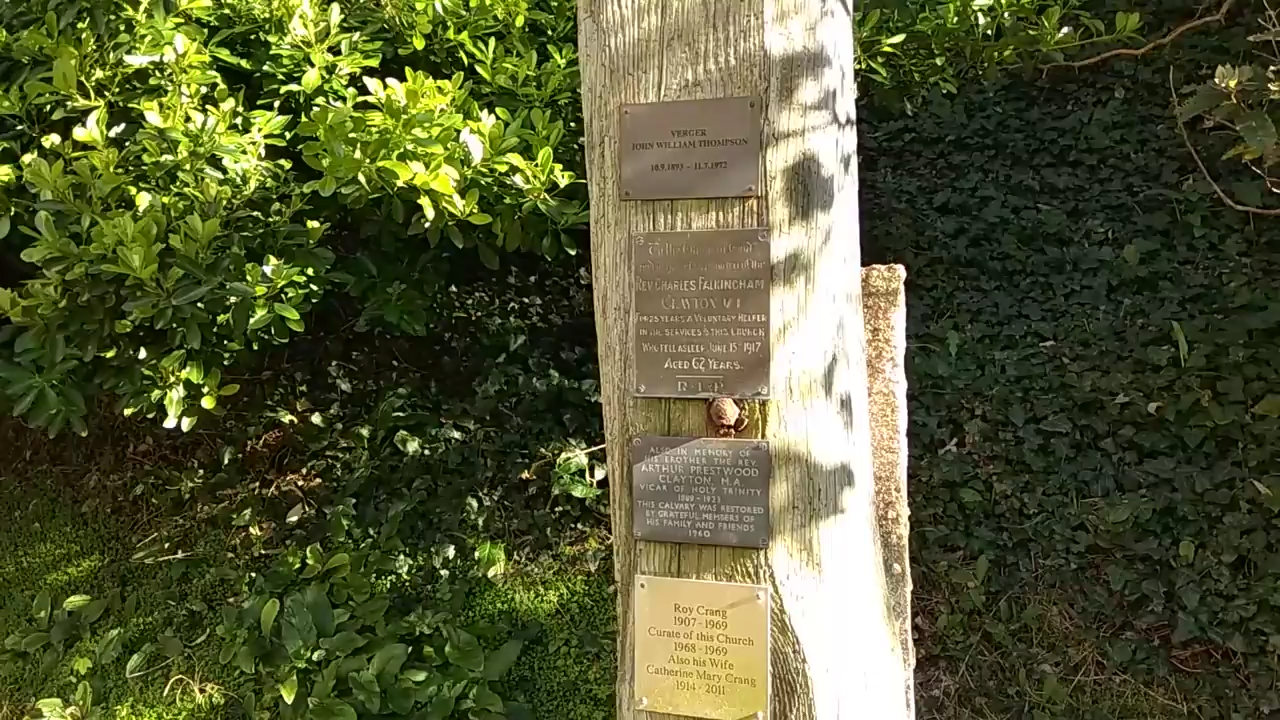 VERGER
JOHN WILLIAM THOMPSON
10.9.1893 - 11.7.1972
REV CHARLES FALKINGHAM
CLAYTON
FOR 25 YEARS A VOLUNTARY HELPER
IN THE SERVICES OF THIS CHURCH
WHO FELL ASLEEP JUNE 15TH 1917
AGED 62 YEARS.
R.I.P
ALSO IN MEMORY OF
HIS BROTHER THE REV.
ARTHUR PRESTWOOD
CLAYTON, M.A.
VICAR OF HOLY TRINITY
THIS CALVARY WAS RESTORED
BY GRATEFUL MEMBERS OF
HIS FAMILY AND FRIENDS
1960
Roy Crang
1907 - 1969
Curate of this Church
1968 - 1969
Also his Wife
Catherine Mary Crang
1914 - 2011